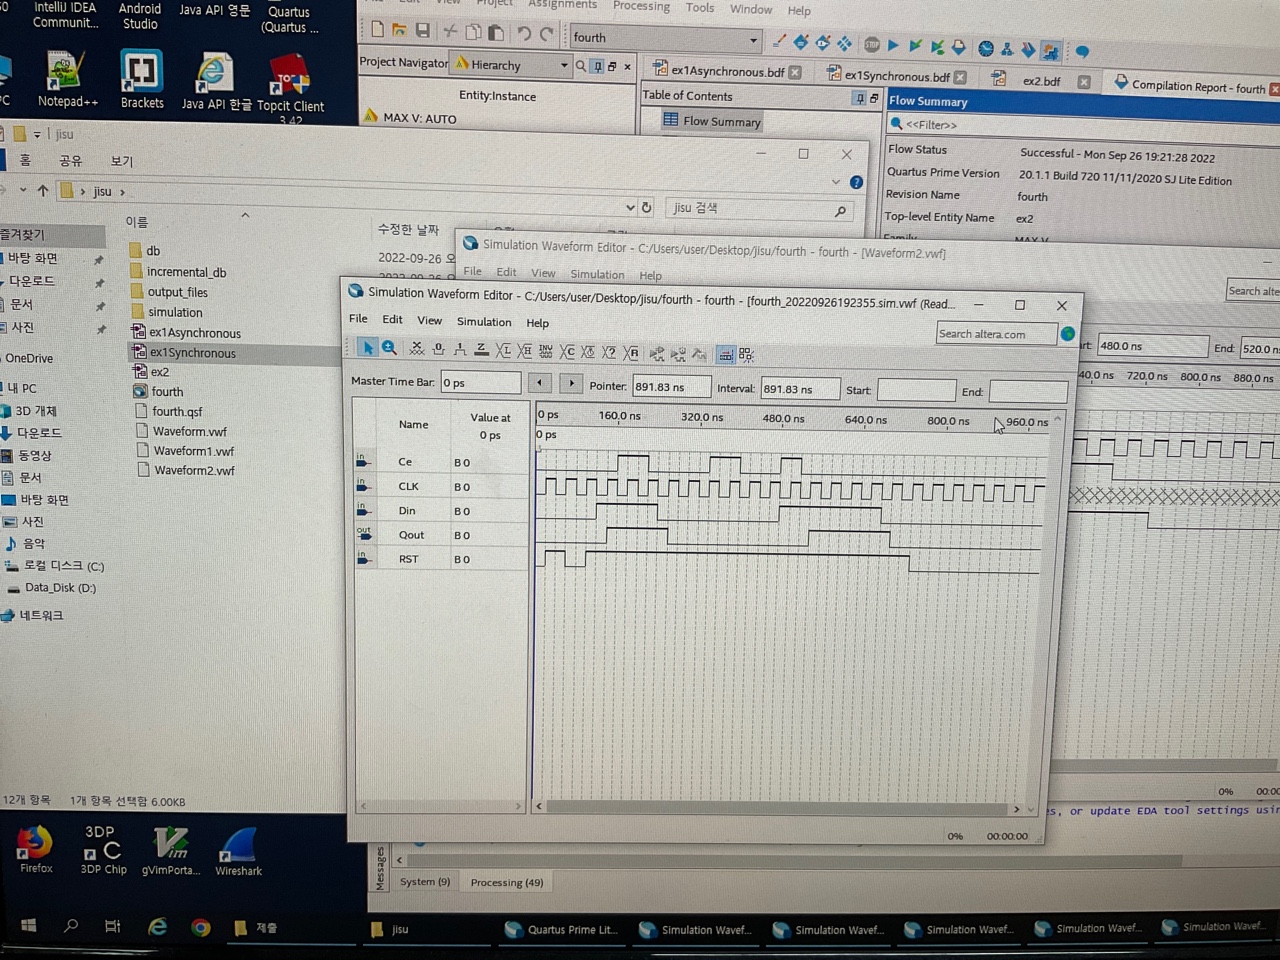 IntelliJ IDEA
Communit...
Android
Studio
Java API 영문
Quartus
(Quartus ...
PC
Notepad++
Brackets
Java API 한글
Topcit Client
3.42
Edit
View
Project
Assignments
Processing
Tools
Window
Help
fourth
Project Navigator
Hierarchy
Entity:Instance
MAX V: AUTO
ex1Asynchronous.bdf
ex1Synchronous.bdf
ex2.bdf
Compilation Report - fourth
Table of Contents
Flow Summary
Flow Summary
<<Filter>>
Flow Status
Successful - Mon Sep 26 19:21:28 2022
Quartus Prime Version
20.1.1 Build 720 11/11/2020 SJ Lite Edition
Revision Name
fourth
Top-level Entity Name
ex2
Family
MAX V
jisu
홈
공유
보기
jisu
jisu 검색
이름
수정한 날짜
즐겨찾기
바탕 화면
다운로드
문서
사진
OneDrive
내 PC
3D 개체
다운로드
동영상
문서
바탕 화면
사진
음악
로컬 디스크 (C:)
Data_Disk (D:)
네트워크
db
2022-09-26 오
incremental_db
output_files
simulation
ex1Asynchronous
ex1Synchronous
ex2
fourth
fourth.qsf
Waveform.vwf
Waveform1.vwf
Waveform2.vwf
12개 항목
1개 항목 선택함 6.00KB
Simulation Waveform Editor - C:/Users/user/Desktop/jisu/fourth - fourth - [Waveform2.vwf]
File
Edit
View
Simulation
Help
Search alte
480.0 ns
End:
520.0 n
720.0 ns
800.0 ns
880.0 ns
0%
00:00
Simulation Waveform Editor - C:/Users/user/Desktop/jisu/fourth - fourth - [fourth_20220926192355.sim.vwf (Read...
File
Edit
View
Simulation
Help
Search altera.com
Master Time Bar:
0 ps
Pointer:
891.83 ns
Interval:
891.83 ns
Start:
End:
Name
Value at
0 ps
0 ps
160.0 ns
320.0 ns
480.0 ns
640.0 ns
800.0 ns
960.0 ns
0 ps
in
Ce
B 0
in
CLK
B 0
in
Din
B 0
out
Qout
B 0
in
RST
B 0
0%
00:00:00
s, or update EDA tool settings usin
Messages
System (9)
Processing (49)
Firefox
3DP
C
3DP Chip
Vim
gVimPorta...
Wireshark
제출
jisu
Quartus Prime Lit...
Simulation Wavef...
Simulation Wavef...
Simulation Wavef...
Simulation Wavef...
Simulation Wavef...